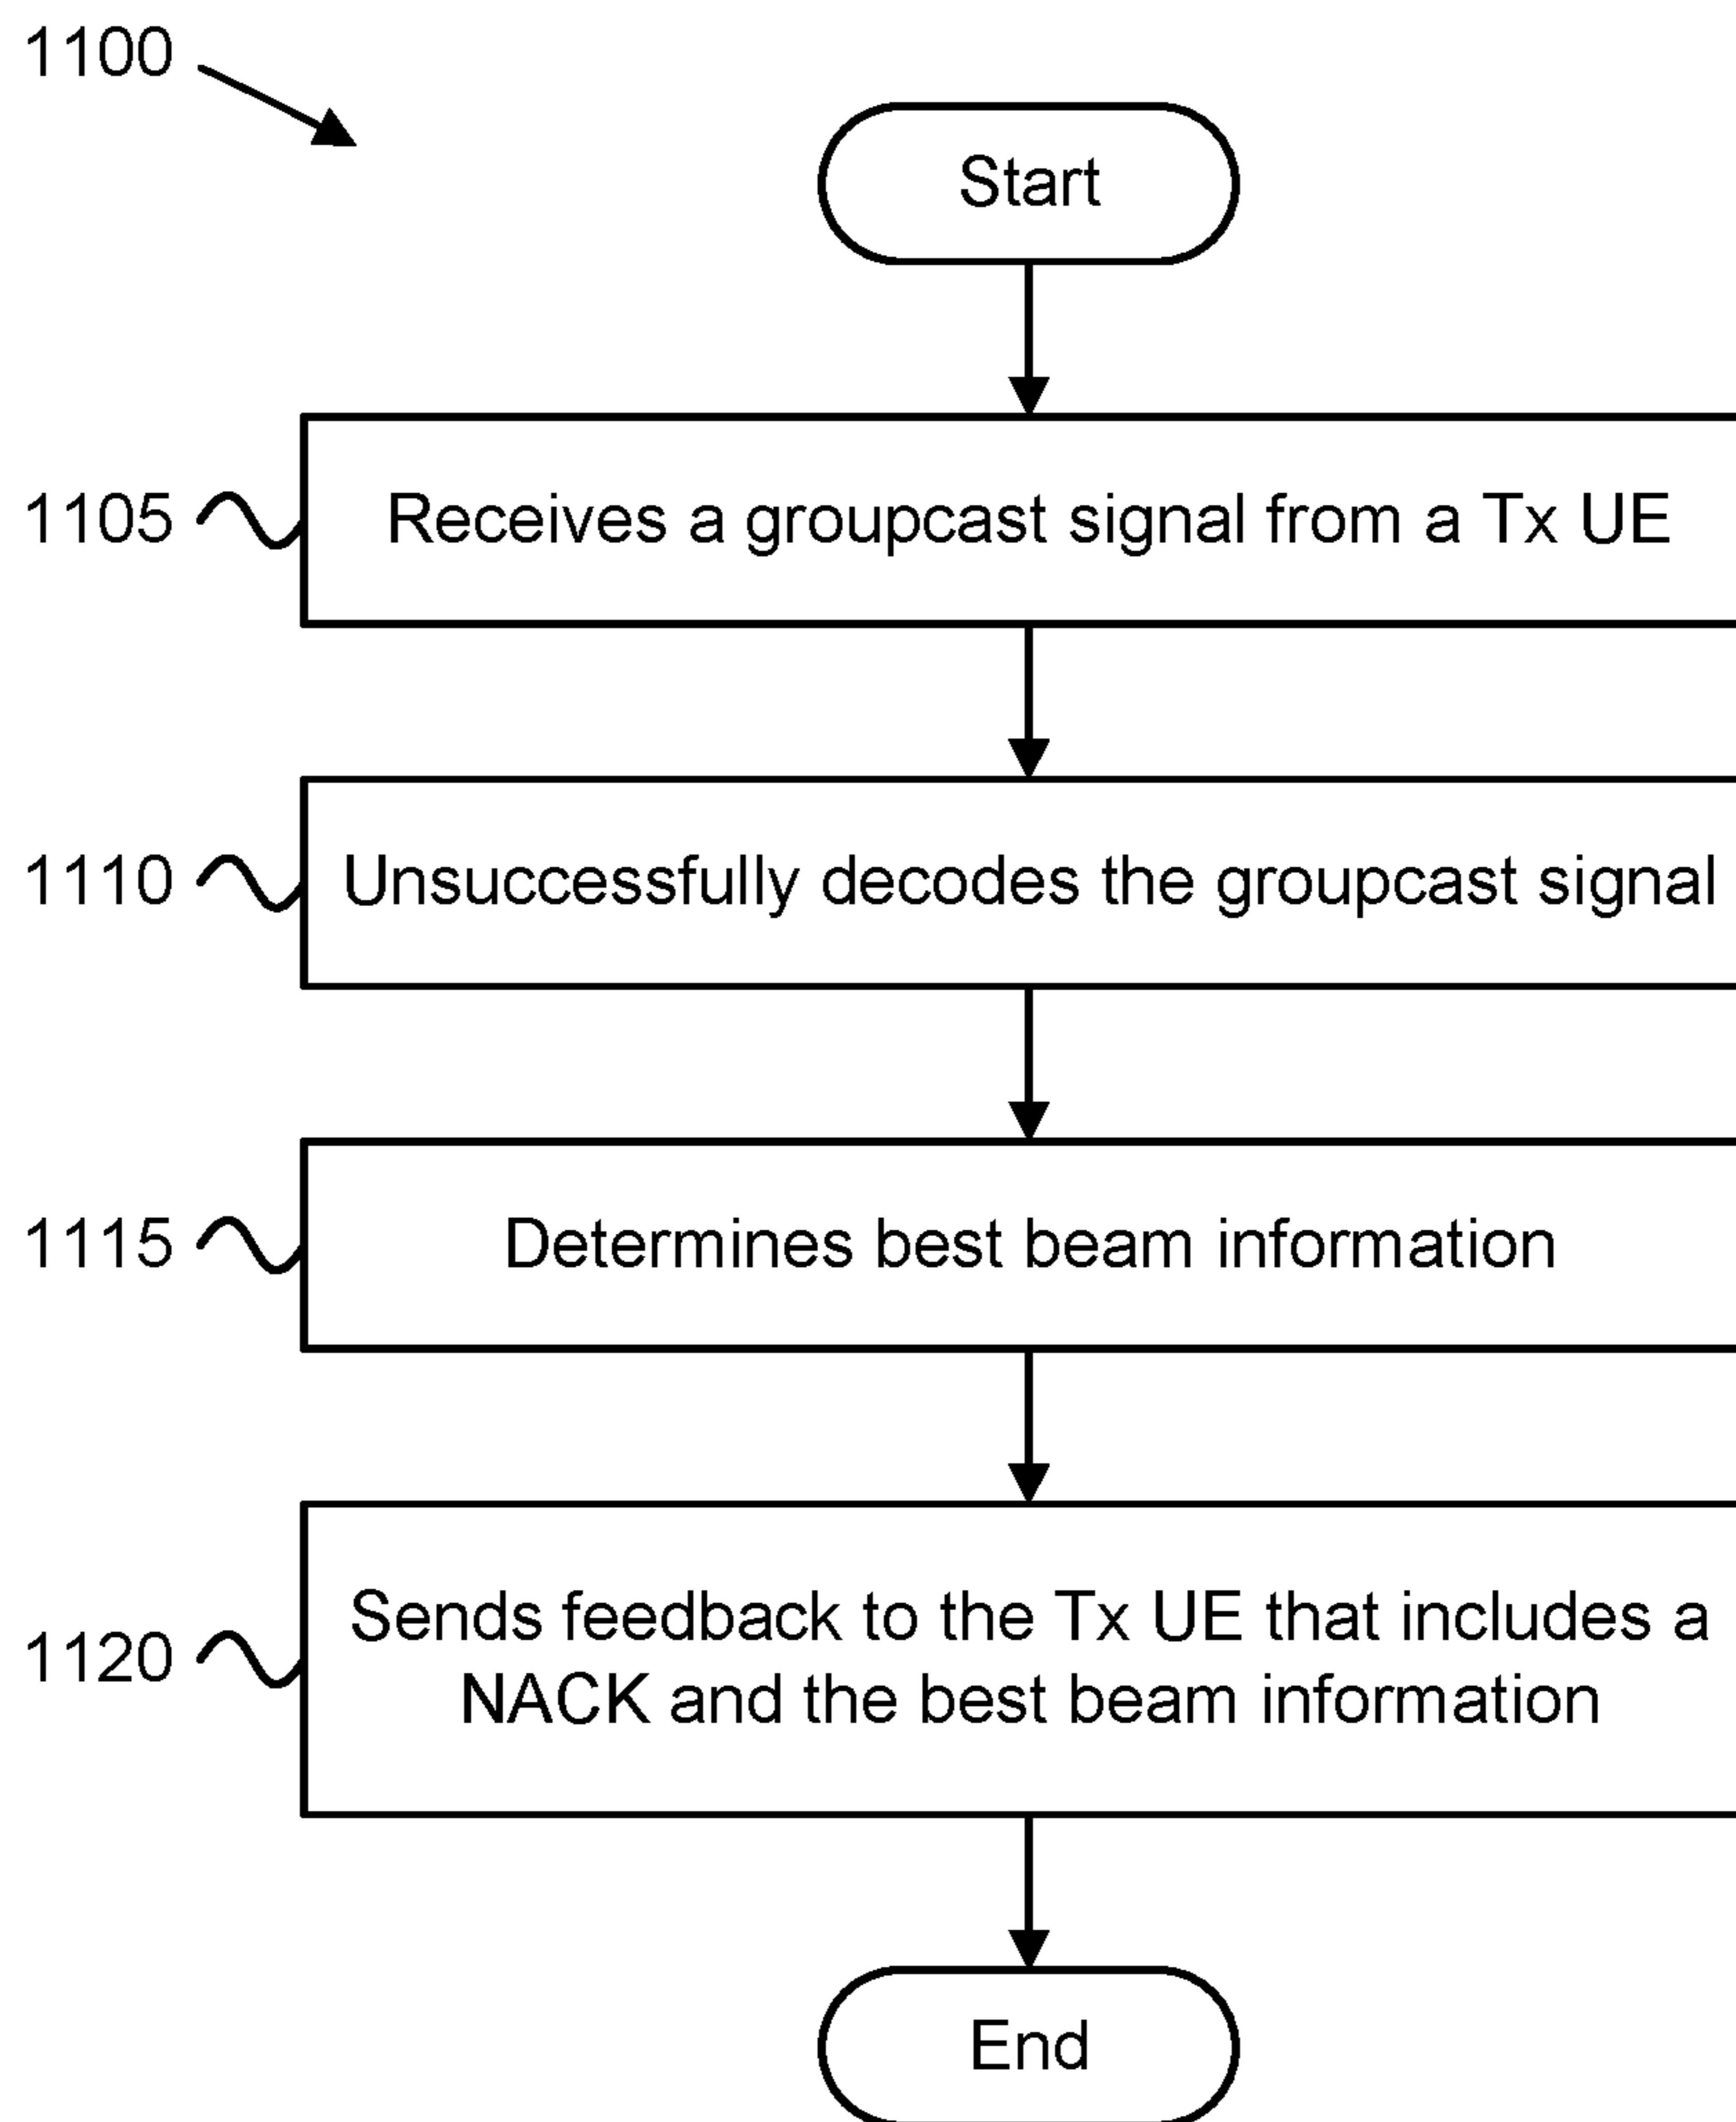 1100
Start
1105
Receives a groupcast signal from a Tx UE
1110
Unsuccessfully decodes the groupcast signal
1115
Determines best beam information
1120
Sends feedback to the Tx UE that includes a
NACK and the best beam information
End